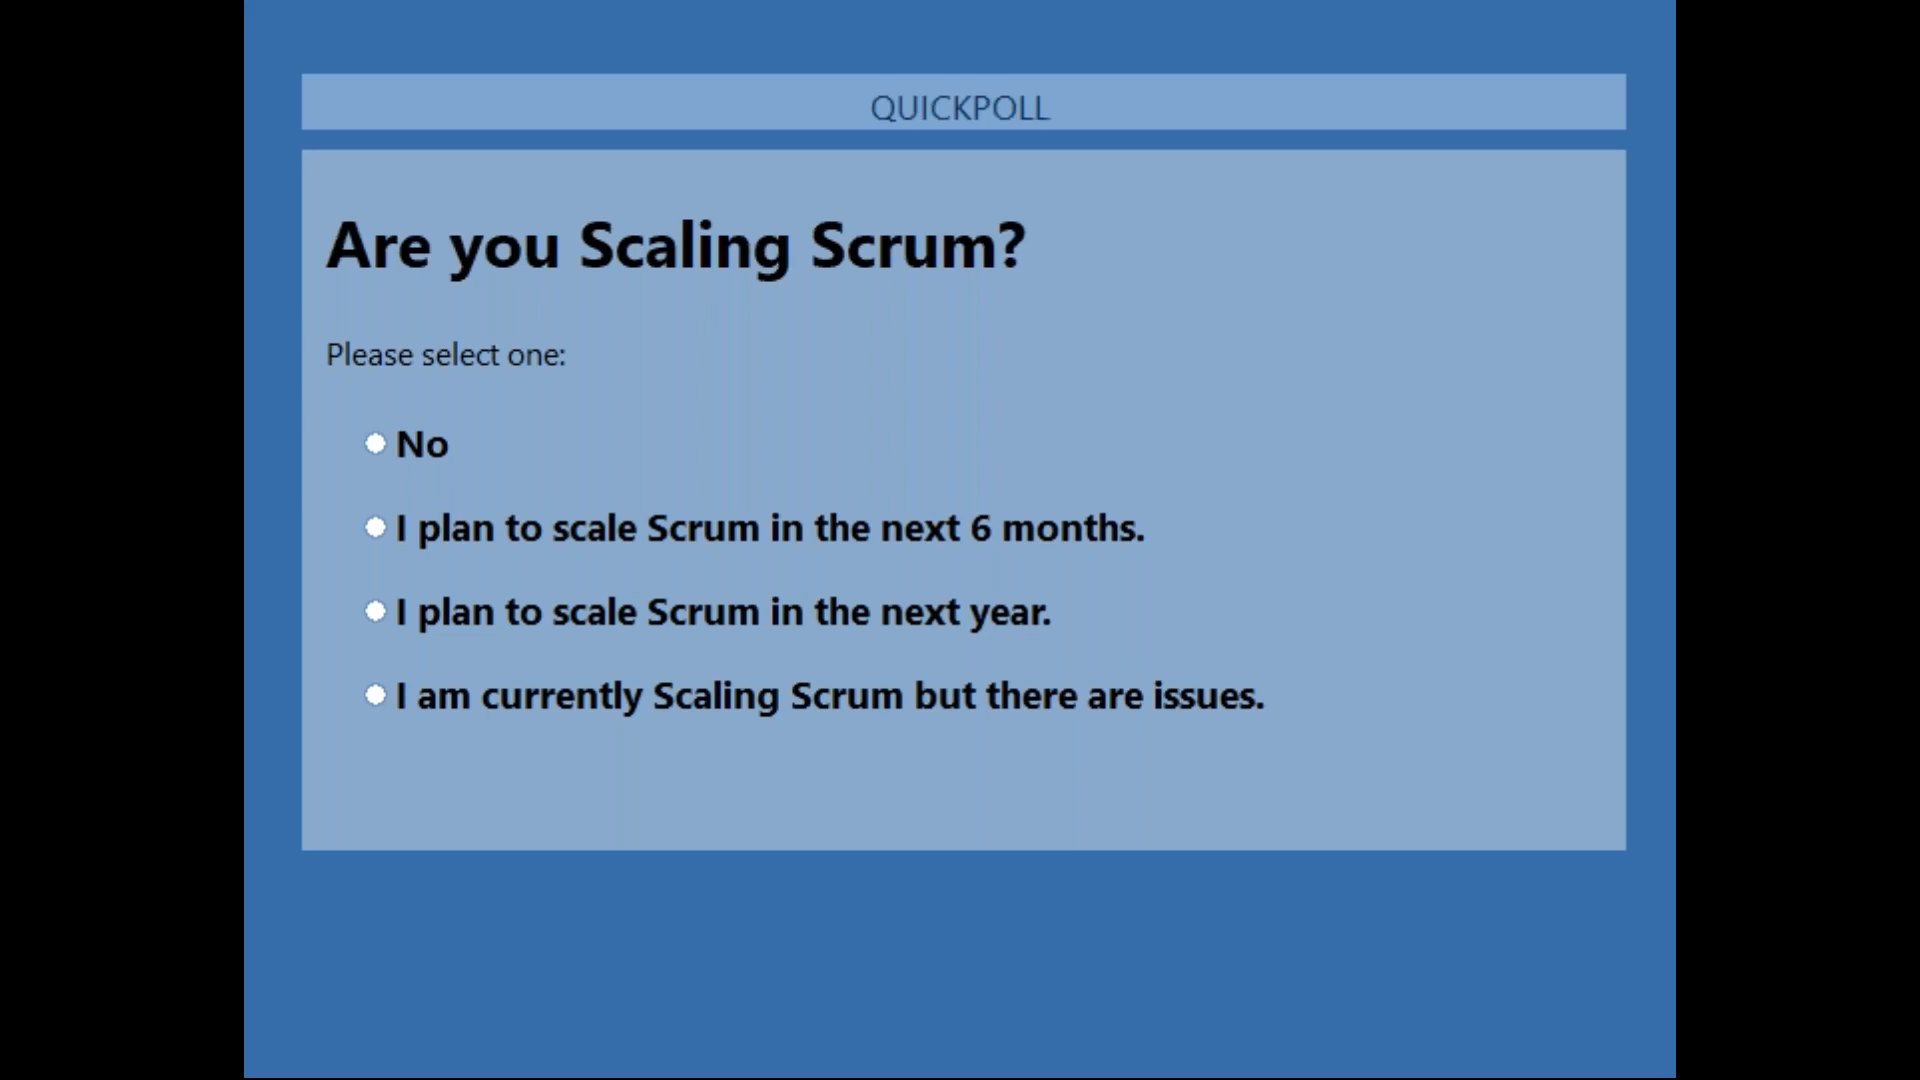 QUICKPOLL
Are you Scaling Scrum?
Please select one:
No
I plan to scale Scrum in the next 6 months.
I plan to scale Scrum in the next year.
I am currently Scaling Scrum but there are issues.